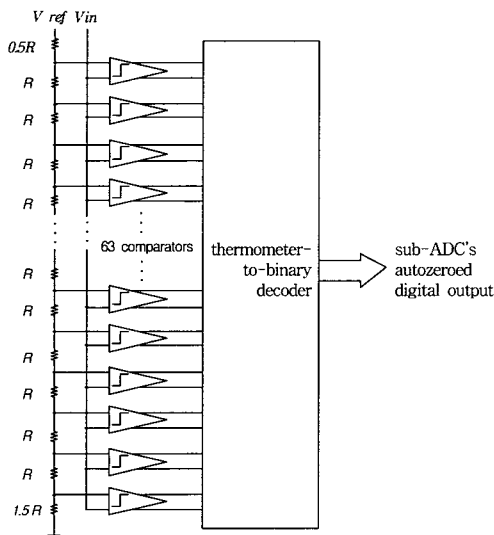 V ref Vin
0.5R
R
R
R
R
63 comparators
thermometer-
to-binary
decoder
sub-ADC's
autozeroed
digital output
R
R
R
R
R
R
1.5R